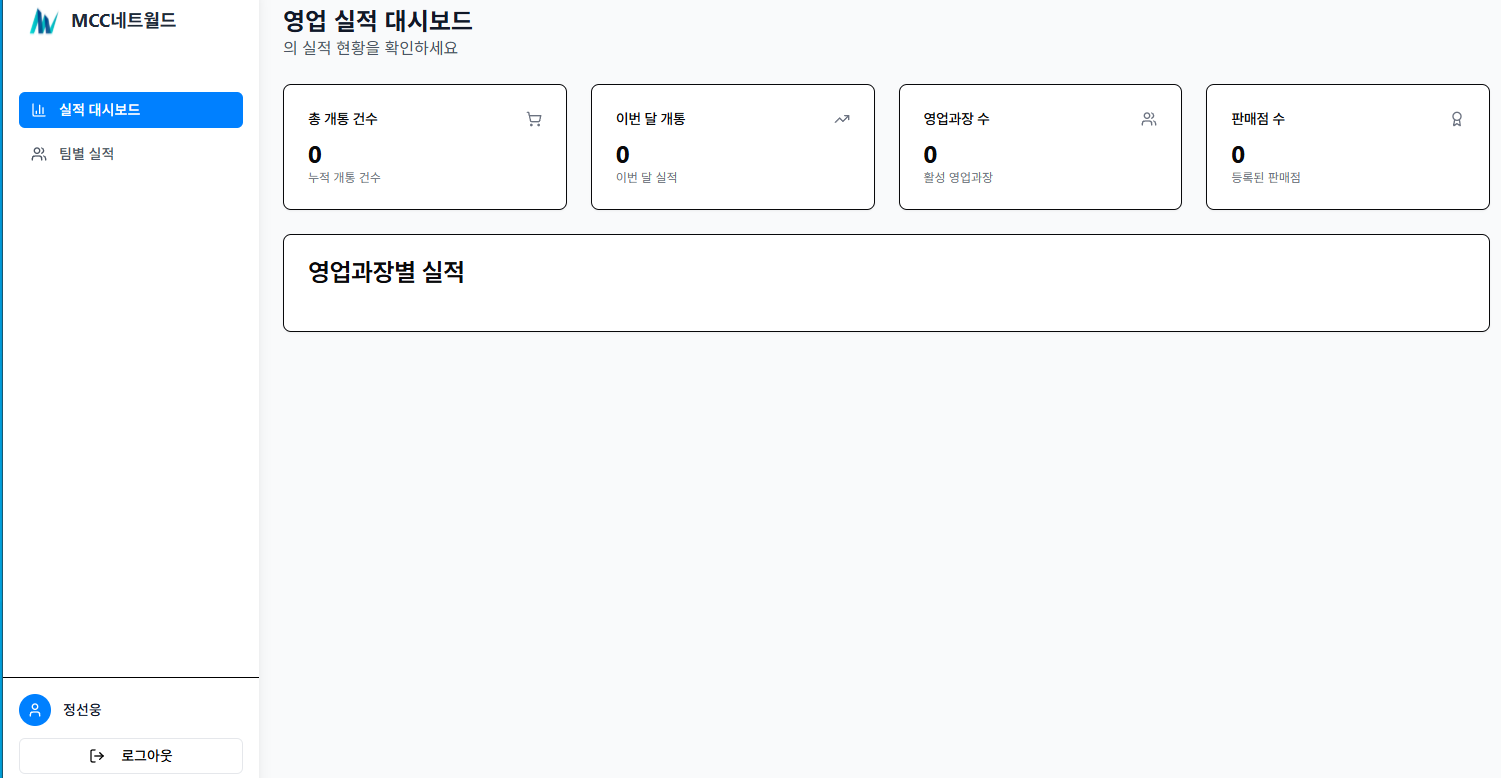 MCC네트월드
실적 대시보드
팀별 실적
정선웅
로그아웃
영업 실적 대시보드
의 실적 현황을 확인하세요
총 개통 건수
0
누적 개통 건수
이번 달 개통
0
이번 달 실적
영업과장 수
0
활성 영업과장
판매점 수
0
등록된 판매점
영업과장별 실적